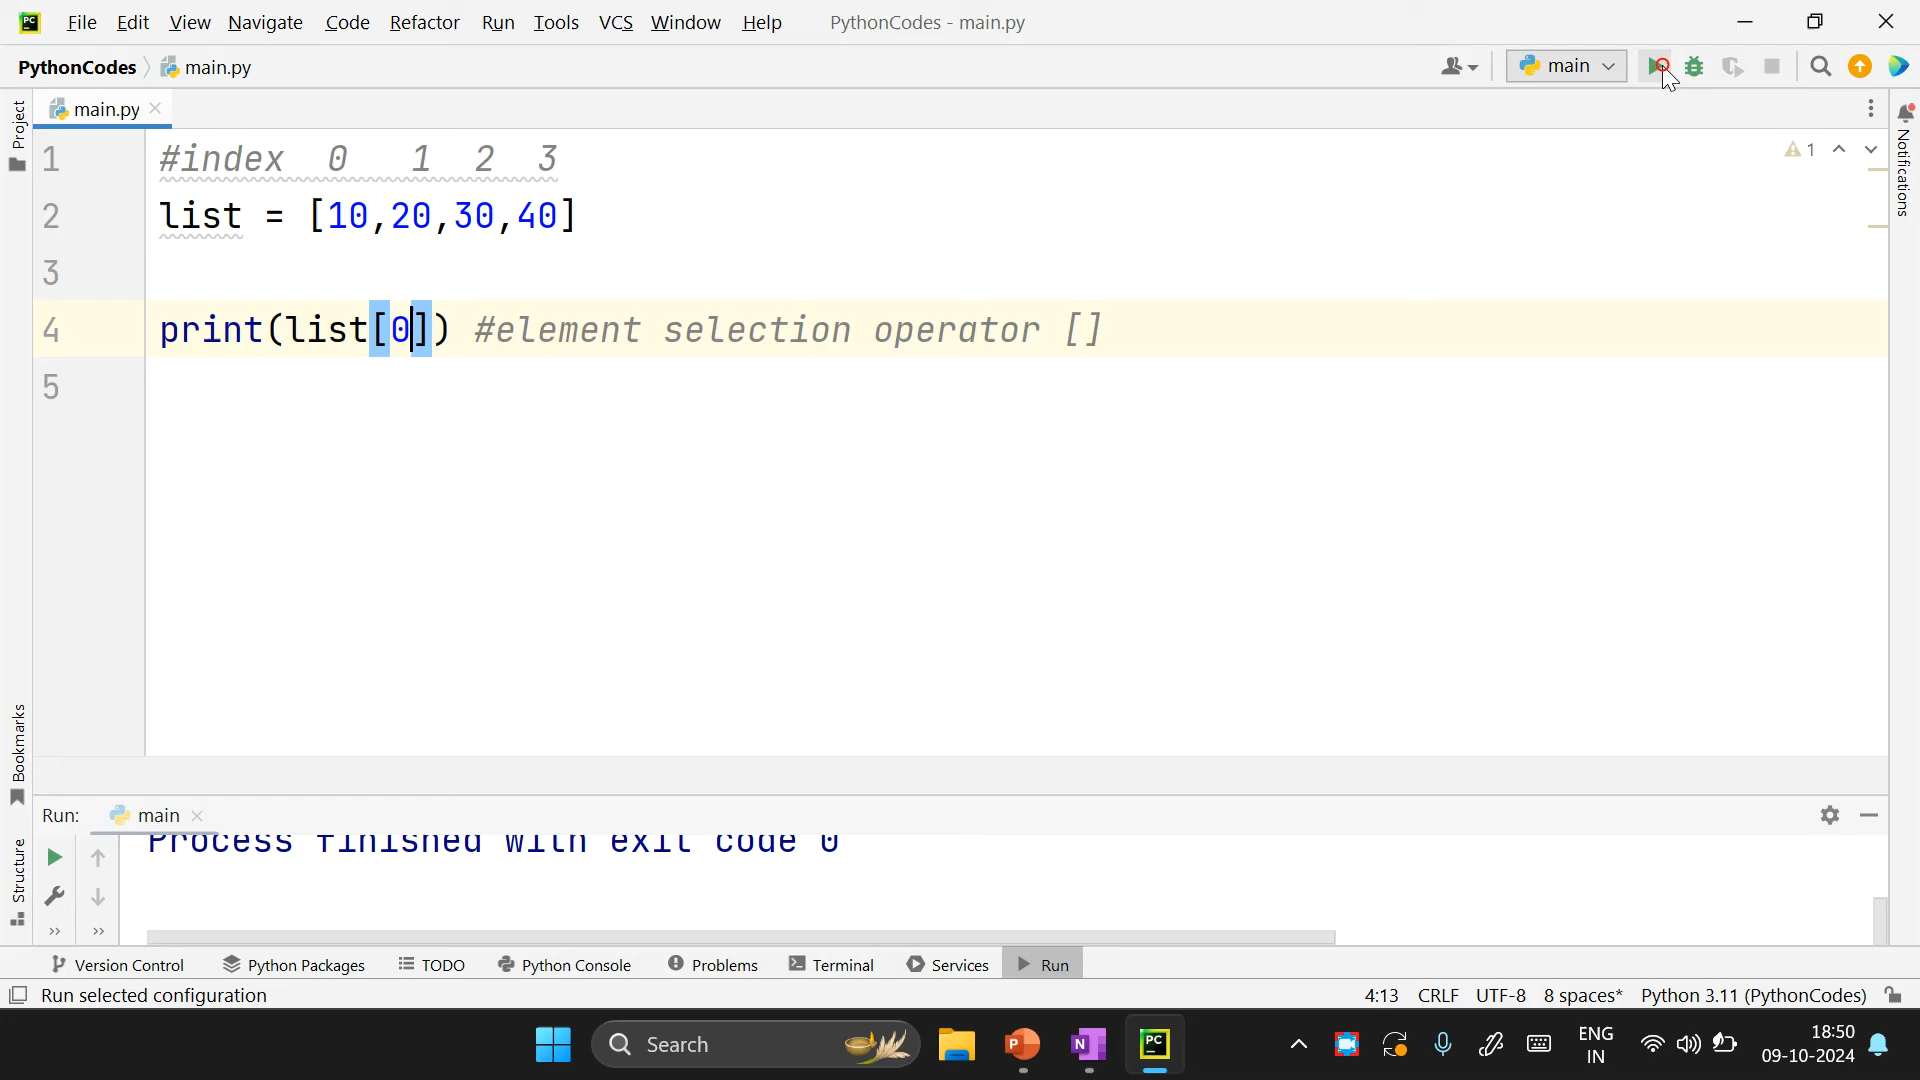 PC File Edit View Navigate Code Refactor Run Tools VCS Window Help PythonCodes - main.py
PythonCodes main.py main
Project
main.py
1 #index 0 1 2 3
2 list = [10,20,30,40]
3
4 print(list[0]) #element selection operator []
5
1
Notifications
Bookmarks
Structure
Run: main
Process finished with exit code 0
Version Control TODO Python Packages Python Console Problems Terminal Services Run
Run selected configuration 4:13 CRLF UTF-8 8 spaces* Python 3.11 (PythonCodes)
Search P N PC ENG 18:50
IN 09-10-2024